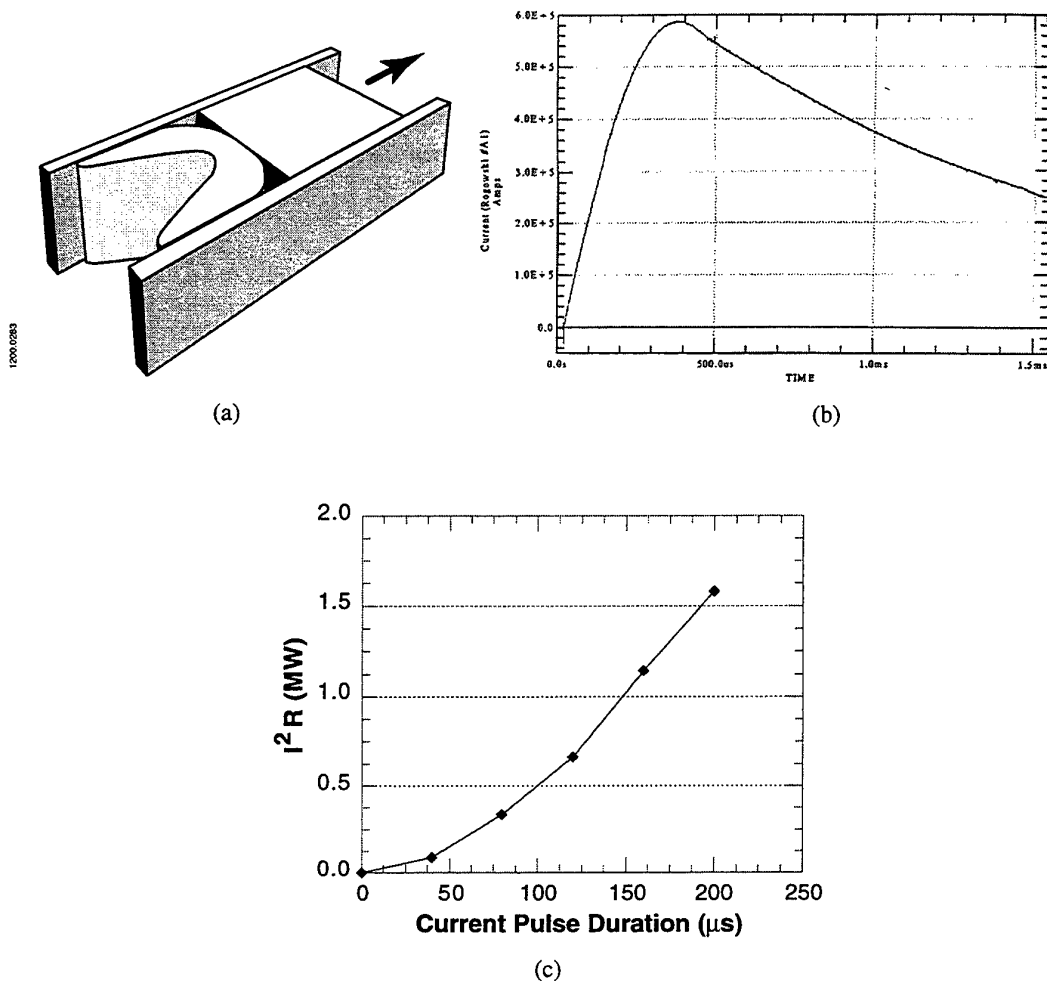 1200.0283
(a)
6.0E+5
5.0E+5
4.0E+5
3.0E+5
2.0E+5
1.0E+5
0.0
Current (Rogowski #A1)
Amps
0.0s 500.0us 1.0ms 1.5ms
TIME
(b)
2.0
1.5
1.0
0.5
0.0
I²R (MW)
0 50 100 150 200 250
Current Pulse Duration (μs)
(c)